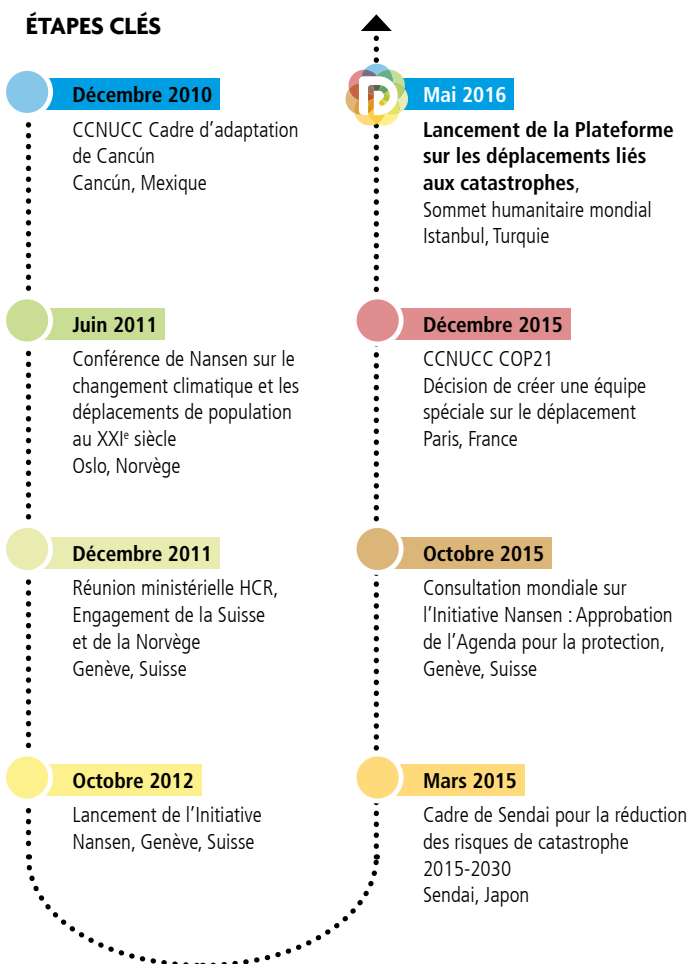 ÉTAPES CLÉS
Décembre 2010
CCNUCC Cadre d'adaptation
de Cancún
Cancún, Mexique
Juin 2011
Conférence de Nansen sur le
changement climatique et les
déplacements de population
au XXIe siècle
Oslo, Norvège
Décembre 2011
Réunion ministérielle HCR,
Engagement de la Suisse
et de la Norvège
Genève, Suisse
Octobre 2012
Lancement de l'Initiative
Nansen, Genève, Suisse
Mars 2015
Cadre de Sendai pour la réduction
des risques de catastrophe
2015-2030
Sendai, Japon
Octobre 2015
Consultation mondiale sur
l'Initiative Nansen : Approbation
de l'Agenda pour la protection,
Genève, Suisse
Décembre 2015
CCNUCC COP21
Décision de créer une équipe
spéciale sur le déplacement
Paris, France
Mai 2016
Lancement de la Plateforme
sur les déplacements liés
aux catastrophes,
Sommet humanitaire mondial
Istanbul, Turquie